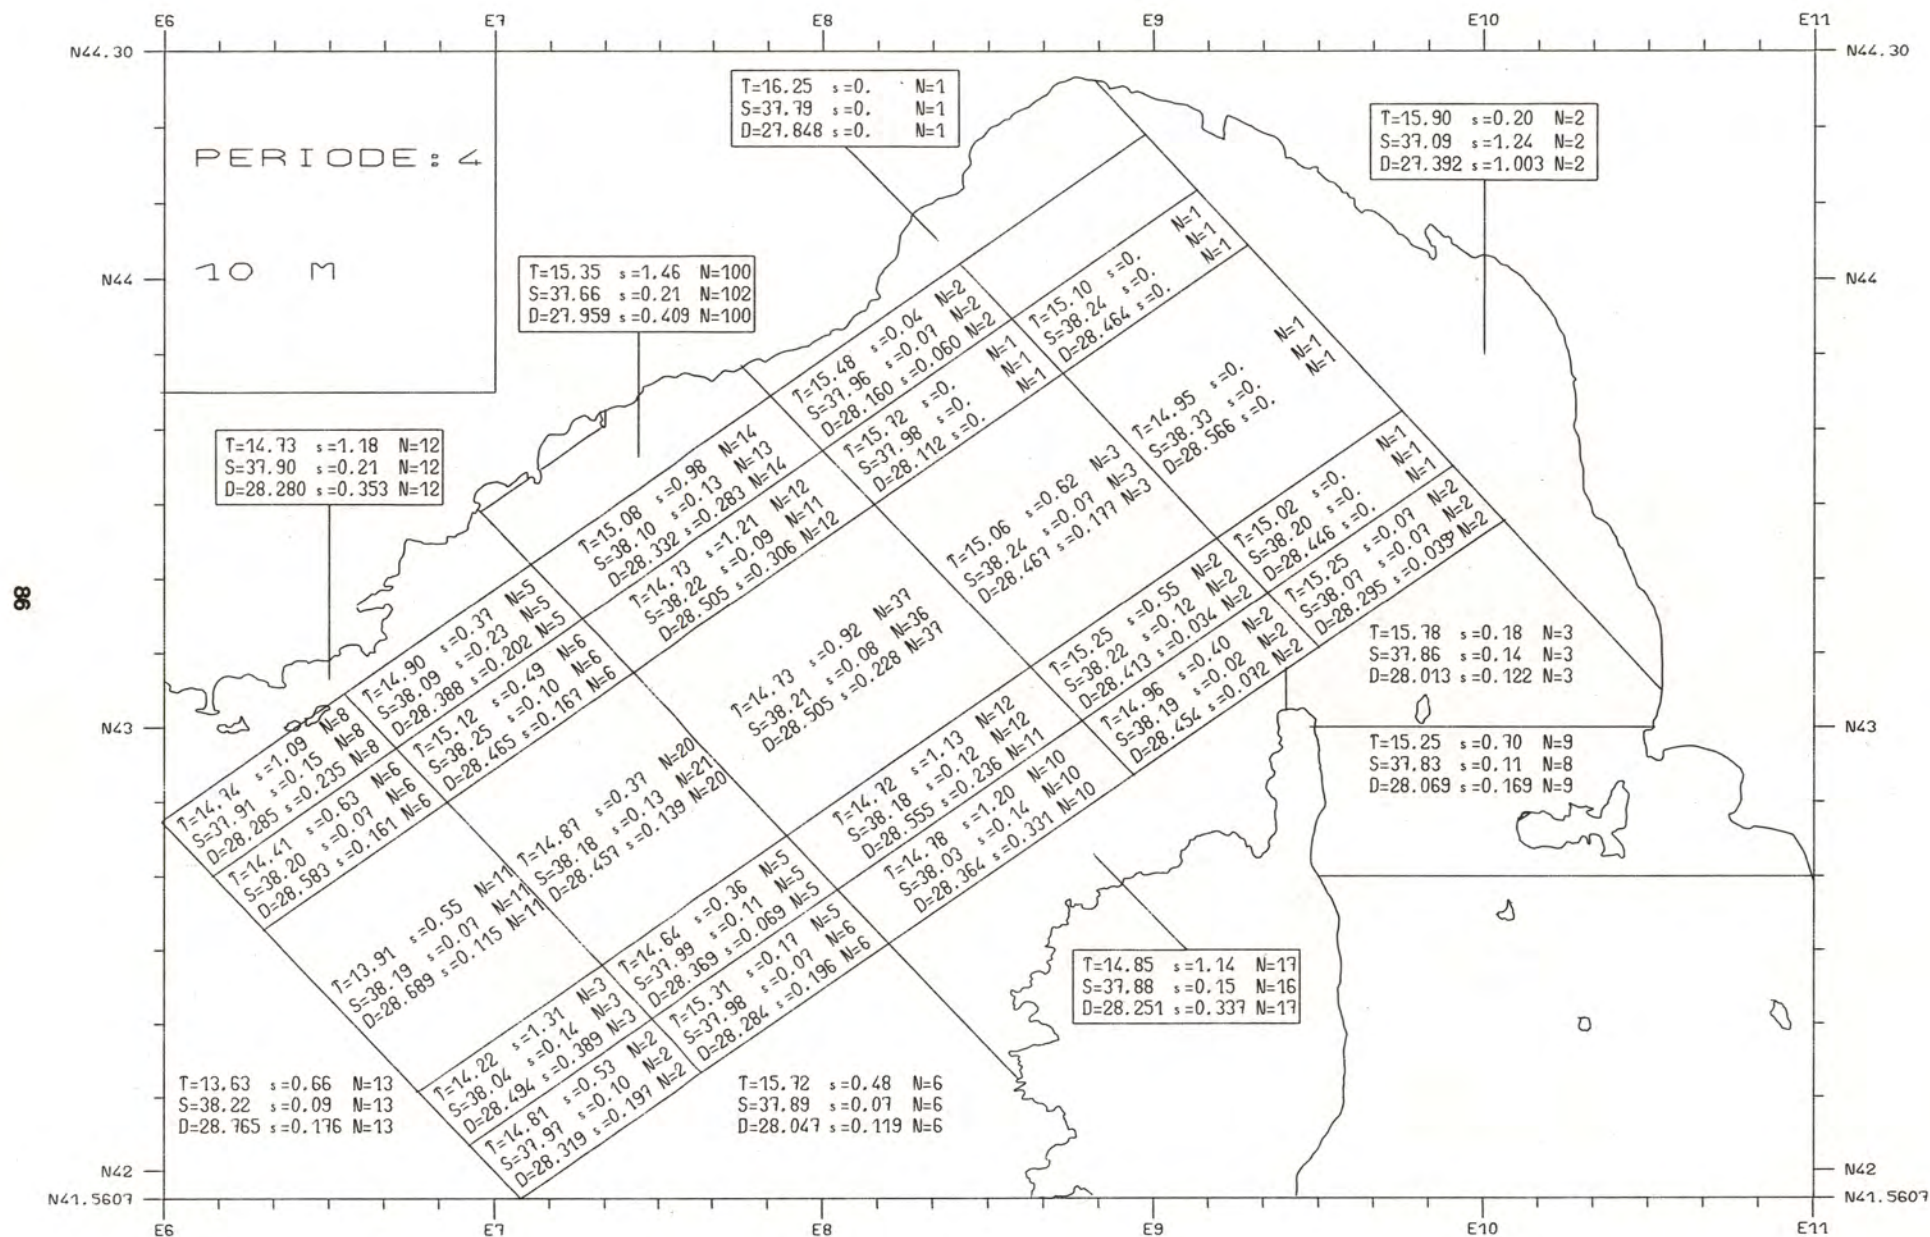 E6 E7 E8 E9 E10 E11
N44.30 N44.30
PERIODE: 4
10 M
T=16.25 s=0. N=1
S=37.79 s=0. N=1
D=27.848 s=0. N=1
T=15.90 s=0.20 N=2
S=37.09 s=1.24 N=2
D=27.392 s=1.003 N=2
N44 N44
T=15.35 s=1.46 N=100
S=37.66 s=0.21 N=102
D=27.959 s=0.409 N=100
T=14.73 s=1.18 N=12
S=37.90 s=0.21 N=12
D=28.280 s=0.353 N=12
T=15.10 s=0. N=1
S=38.24 s=0. N=1
D=28.464 s=0. N=1
T=15.48 s=0.04 N=2
S=37.96 s=0.07 N=2
D=28.160 s=0.060 N=2
T=15.72 s=0. N=1
S=37.98 s=0. N=1
D=28.112 s=0. N=1
T=14.95 s=0. N=1
S=38.33 s=0. N=1
D=28.566 s=0. N=1
T=15.08 s=0.98 N=14
S=38.10 s=0.13 N=13
D=28.332 s=0.283 N=14
T=14.73 s=1.21 N=12
S=38.22 s=0.09 N=11
D=28.505 s=0.306 N=12
T=15.06 s=0.62 N=3
S=38.24 s=0.07 N=3
D=28.467 s=0.177 N=3
T=15.02 s=0. N=1
S=38.20 s=0. N=1
D=28.446 s=0. N=1
T=15.25 s=0.07 N=2
S=38.07 s=0.07 N=2
D=28.295 s=0.035 N=2
T=14.90 s=0.37 N=5
S=38.09 s=0.23 N=5
D=28.388 s=0.202 N=5
T=15.12 s=0.49 N=6
S=38.25 s=0.10 N=6
D=28.465 s=0.167 N=6
T=14.73 s=0.92 N=37
S=38.21 s=0.08 N=36
D=28.505 s=0.228 N=37
T=15.25 s=0.55 N=2
S=38.22 s=0.12 N=2
D=28.413 s=0.034 N=2
T=14.96 s=0.40 N=2
S=38.19 s=0.02 N=2
D=28.454 s=0.072 N=2
T=15.78 s=0.18 N=3
S=37.86 s=0.14 N=3
D=28.013 s=0.122 N=3
N43 N43
T=15.25 s=0.70 N=9
S=37.83 s=0.11 N=8
D=28.069 s=0.169 N=9
T=14.74 s=1.09 N=8
S=37.91 s=0.15 N=8
D=28.285 s=0.235 N=8
T=14.41 s=0.63 N=6
S=38.20 s=0.07 N=6
D=28.583 s=0.161 N=6
T=14.87 s=0.37 N=20
S=38.18 s=0.13 N=21
D=28.457 s=0.139 N=20
T=14.72 s=1.13 N=12
S=38.18 s=0.12 N=12
D=28.555 s=0.236 N=11
T=14.78 s=1.20 N=10
S=38.03 s=0.14 N=10
D=28.364 s=0.331 N=10
T=13.91 s=0.55 N=11
S=38.19 s=0.07 N=11
D=28.689 s=0.115 N=11
T=14.64 s=0.36 N=5
S=37.99 s=0.11 N=5
D=28.369 s=0.069 N=5
T=15.31 s=0.17 N=5
S=37.98 s=0.07 N=6
D=28.284 s=0.196 N=6
T=14.85 s=1.14 N=17
S=37.88 s=0.15 N=16
D=28.251 s=0.337 N=17
T=14.22 s=1.31 N=3
S=38.04 s=0.14 N=3
D=28.494 s=0.389 N=3
T=14.81 s=0.53 N=2
S=37.97 s=0.10 N=2
D=28.319 s=0.197 N=2
T=13.63 s=0.66 N=13
S=38.22 s=0.09 N=13
D=28.765 s=0.176 N=13
T=15.72 s=0.48 N=6
S=37.89 s=0.07 N=6
D=28.047 s=0.119 N=6
N42 N42
N41.5607 N41.5607
E6 E7 E8 E9 E10 E11
86